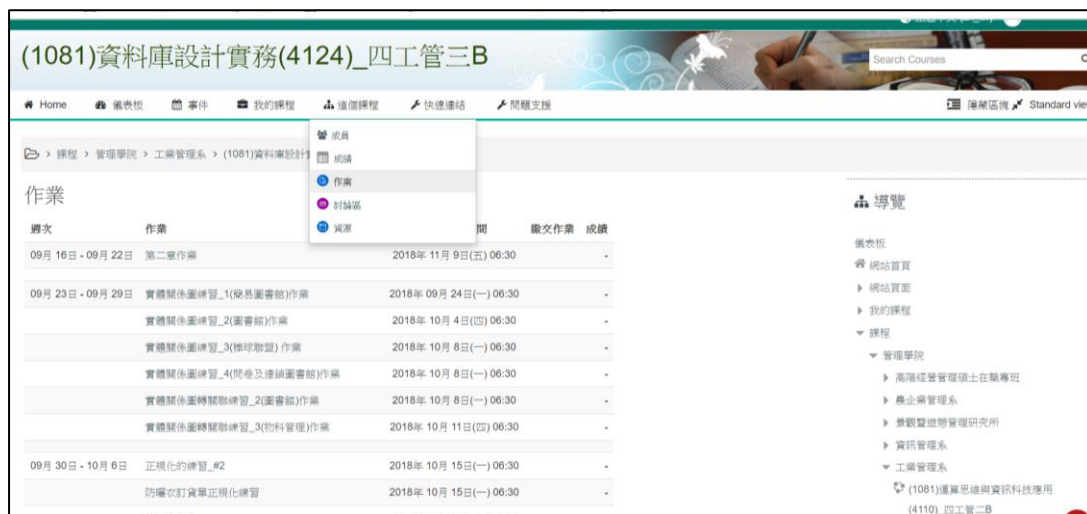 (1081)資料庫設計實務(4124)_四工管三B
Search Courses
Home 儀表板 事件 我的課程 這個課程 快速連結 問題支援
隱藏區塊 Standard vie
成員
成績
作業
討論區
資源
課程 > 管理學院 > 工業管理系 > (1081)資料庫設計
作業
週次 作業 間 繳交作業 成績
09月 16日 - 09月 22日 第二章作業 2018年 11月 9日(五) 06:30 -
09月 23日 - 09月 29日 實體關係圖練習_1(簡易圖書館)作業 2018年 09月 24日(一) 06:30 -
實體關係圖練習_2(圖書館)作業 2018年 10月 4日(四) 06:30 -
實體關係圖練習_3(棒球聯盟) 作業 2018年 10月 8日(一) 06:30 -
實體關係圖練習_4(問卷及連鎖圖書館)作業 2018年 10月 8日(一) 06:30 -
實體關係圖轉關聯練習_2(圖書館)作業 2018年 10月 8日(一) 06:30 -
實體關係圖轉關聯練習_3(物料管理)作業 2018年 10月 11日(四) 06:30 -
09月 30日 - 10月 6日 正規化的練習_#2 2018年 10月 15日(一) 06:30 -
防曬衣訂貨單正規化練習 2018年 10月 15日(一) 06:30 -
導覽
儀表板
網站首頁
網站頁面
我的課程
課程
管理學院
高階經營管理碩士在職專班
農企業管理系
景觀暨遊憩管理研究所
資訊管理系
工業管理系
(1081)運算思維與資訊科技應用
(4110)_四工管二B